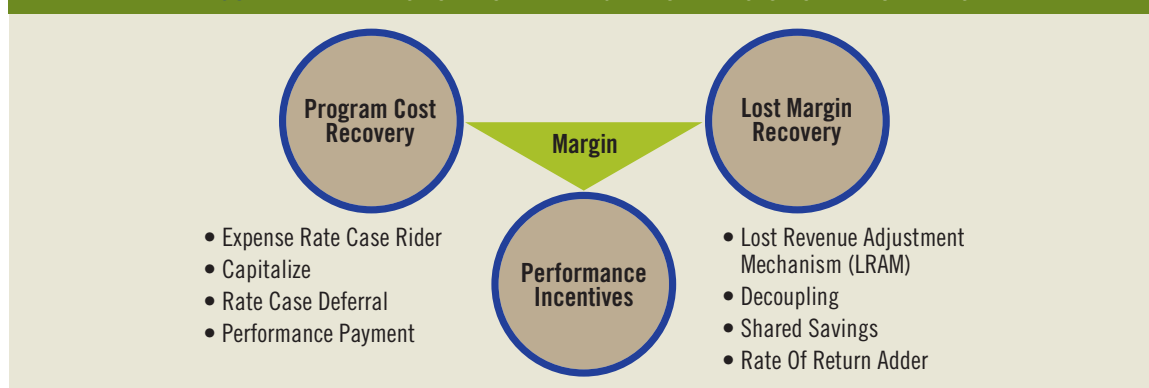 Program Cost
Recovery
Margin
Lost Margin
Recovery
• Expense Rate Case Rider
• Capitalize
• Rate Case Deferral
• Performance Payment
Performance
Incentives
• Lost Revenue Adjustment
Mechanism (LRAM)
• Decoupling
• Shared Savings
• Rate Of Return Adder